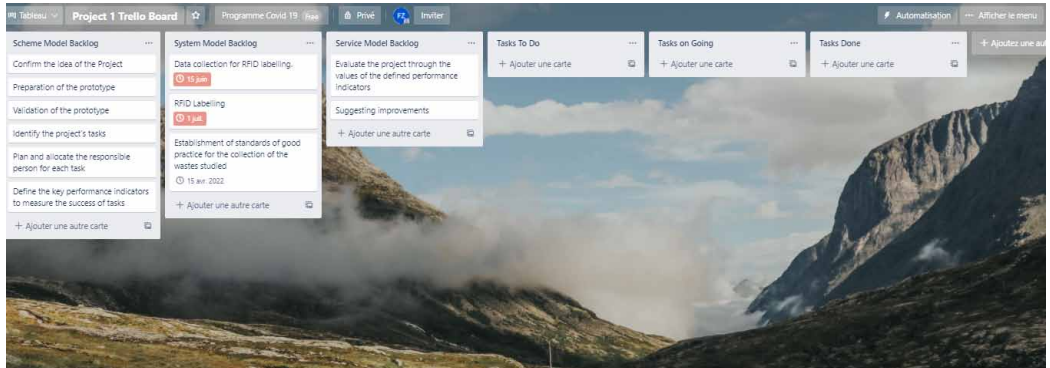 Tableau
Project 1 Trello Board
Programme Covid 19 Free
Privé
FZ
Inviter
Automatisation
Afficher le menu
Scheme Model Backlog
Confirm the idea of the Project
Preparation of the prototype
Validation of the prototype
Identify the project's tasks
Plan and allocate the responsible
person for each task
Define the key performance indicators
to measure the success of tasks
+ Ajouter une autre carte
System Model Backlog
Data collection for RFID labelling.
15 juin
RFID Labelling
1 juil.
Establishment of standards of good
practice for the collection of the
wastes studied
15 avr. 2022
+ Ajouter une autre carte
Service Model Backlog
Evaluate the project through the
values of the defined performance
indicators
Suggesting improvements
+ Ajouter une autre carte
Tasks To Do
+ Ajouter une carte
Tasks on Going
+ Ajouter une carte
Tasks Done
+ Ajouter une carte
+ Ajoutez une au